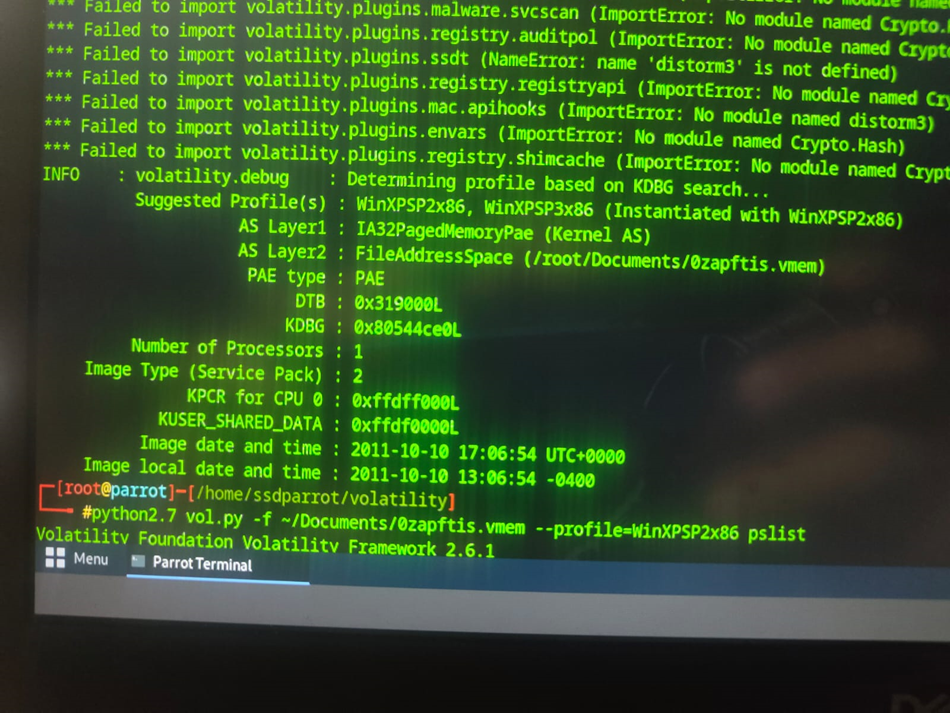 *** Failed to import volatility.plugins.malware.svcscan (ImportError: No module named Crypto.
*** Failed to import volatility.plugins.registry.auditpol (ImportError: No module named Crypt
*** Failed to import volatility.plugins.ssdt (NameError: name 'distorm3' is not defined)
*** Failed to import volatility.plugins.registry.registryapi (ImportError: No module named Cry
*** Failed to import volatility.plugins.mac.apihooks (ImportError: No module named distorm3)
*** Failed to import volatility.plugins.envars (ImportError: No module named Crypto.Hash)
*** Failed to import volatility.plugins.registry.shimcache (ImportError: No module named Crypt
INFO : volatility.debug : Determining profile based on KDBG search...
Suggested Profile(s) : WinXPSP2x86, WinXPSP3x86 (Instantiated with WinXPSP2x86)
AS Layer1 : IA32PagedMemoryPae (Kernel AS)
AS Layer2 : FileAddressSpace (/root/Documents/0zapftis.vmem)
PAE type : PAE
DTB : 0x319000L
KDBG : 0x80544ce0L
Number of Processors : 1
Image Type (Service Pack) : 2
KPCR for CPU 0 : 0xffdff000L
KUSER_SHARED_DATA : 0xffdf0000L
Image date and time : 2011-10-10 17:06:54 UTC+0000
Image local date and time : 2011-10-10 13:06:54 -0400
[root@parrot]-[/home/ssdparrot/volatility]
#python2.7 vol.py -f ~/Documents/0zapftis.vmem --profile=WinXPSP2x86 pslist
Volatility Foundation Volatility Framework 2.6.1
Menu Parrot Terminal